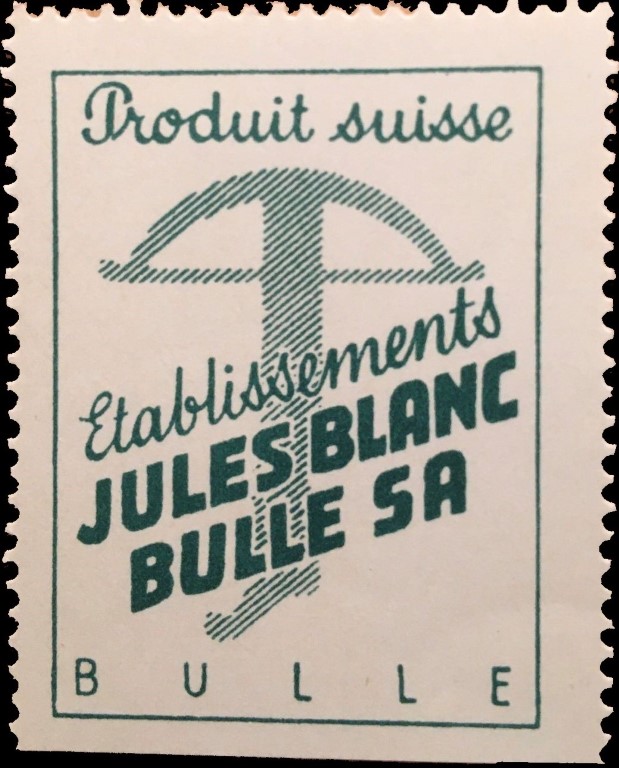 Produit suisse
Etablissements
JULES BLANC
BULLE SA
BULLE